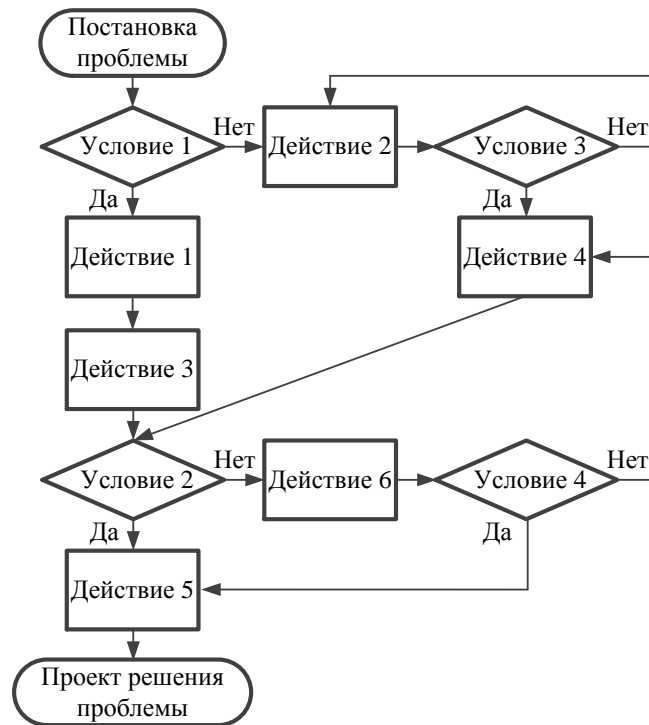 Постановка
проблемы
Условие 1
Нет
Действие 2
Условие 3
Нет
Да
Да
Действие 1
Действие 4
Действие 3
Условие 2
Нет
Действие 6
Условие 4
Нет
Да
Да
Действие 5
Проект решения
проблемы